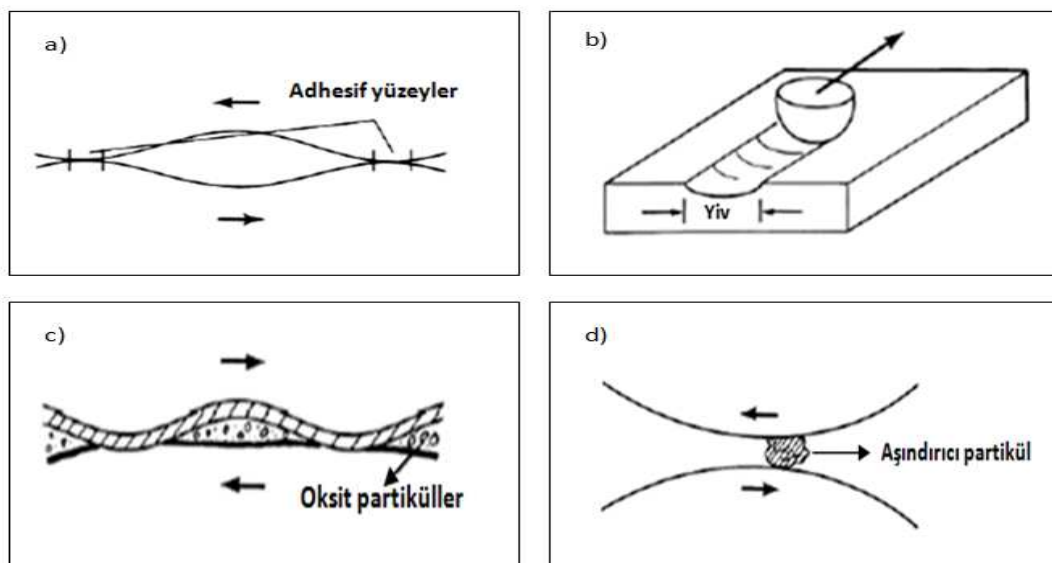 a)
Adhesif yüzeyler
b)
Yiv
c)
Oksit partiküller
d)
Aşındırıcı partikül